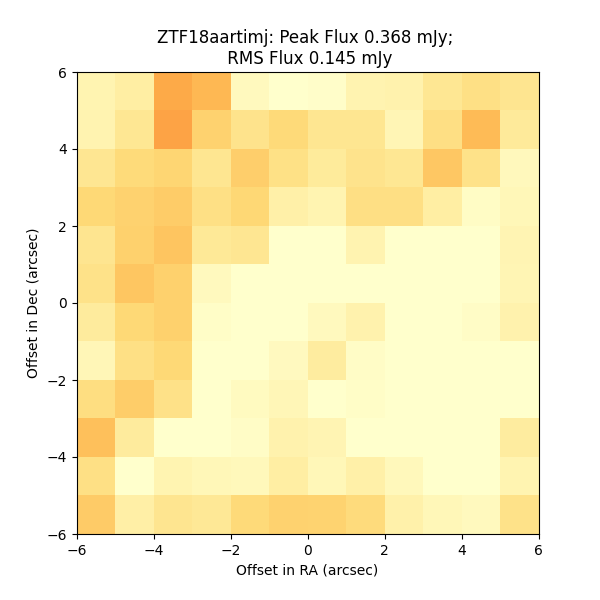 ZTF18aartimj: Peak Flux 0.368 mJy;
RMS Flux 0.145 mJy
6
4
2
0
−2
−4
−6
Offset in Dec (arcsec)
−6 −4 −2 0 2 4 6
Offset in RA (arcsec)